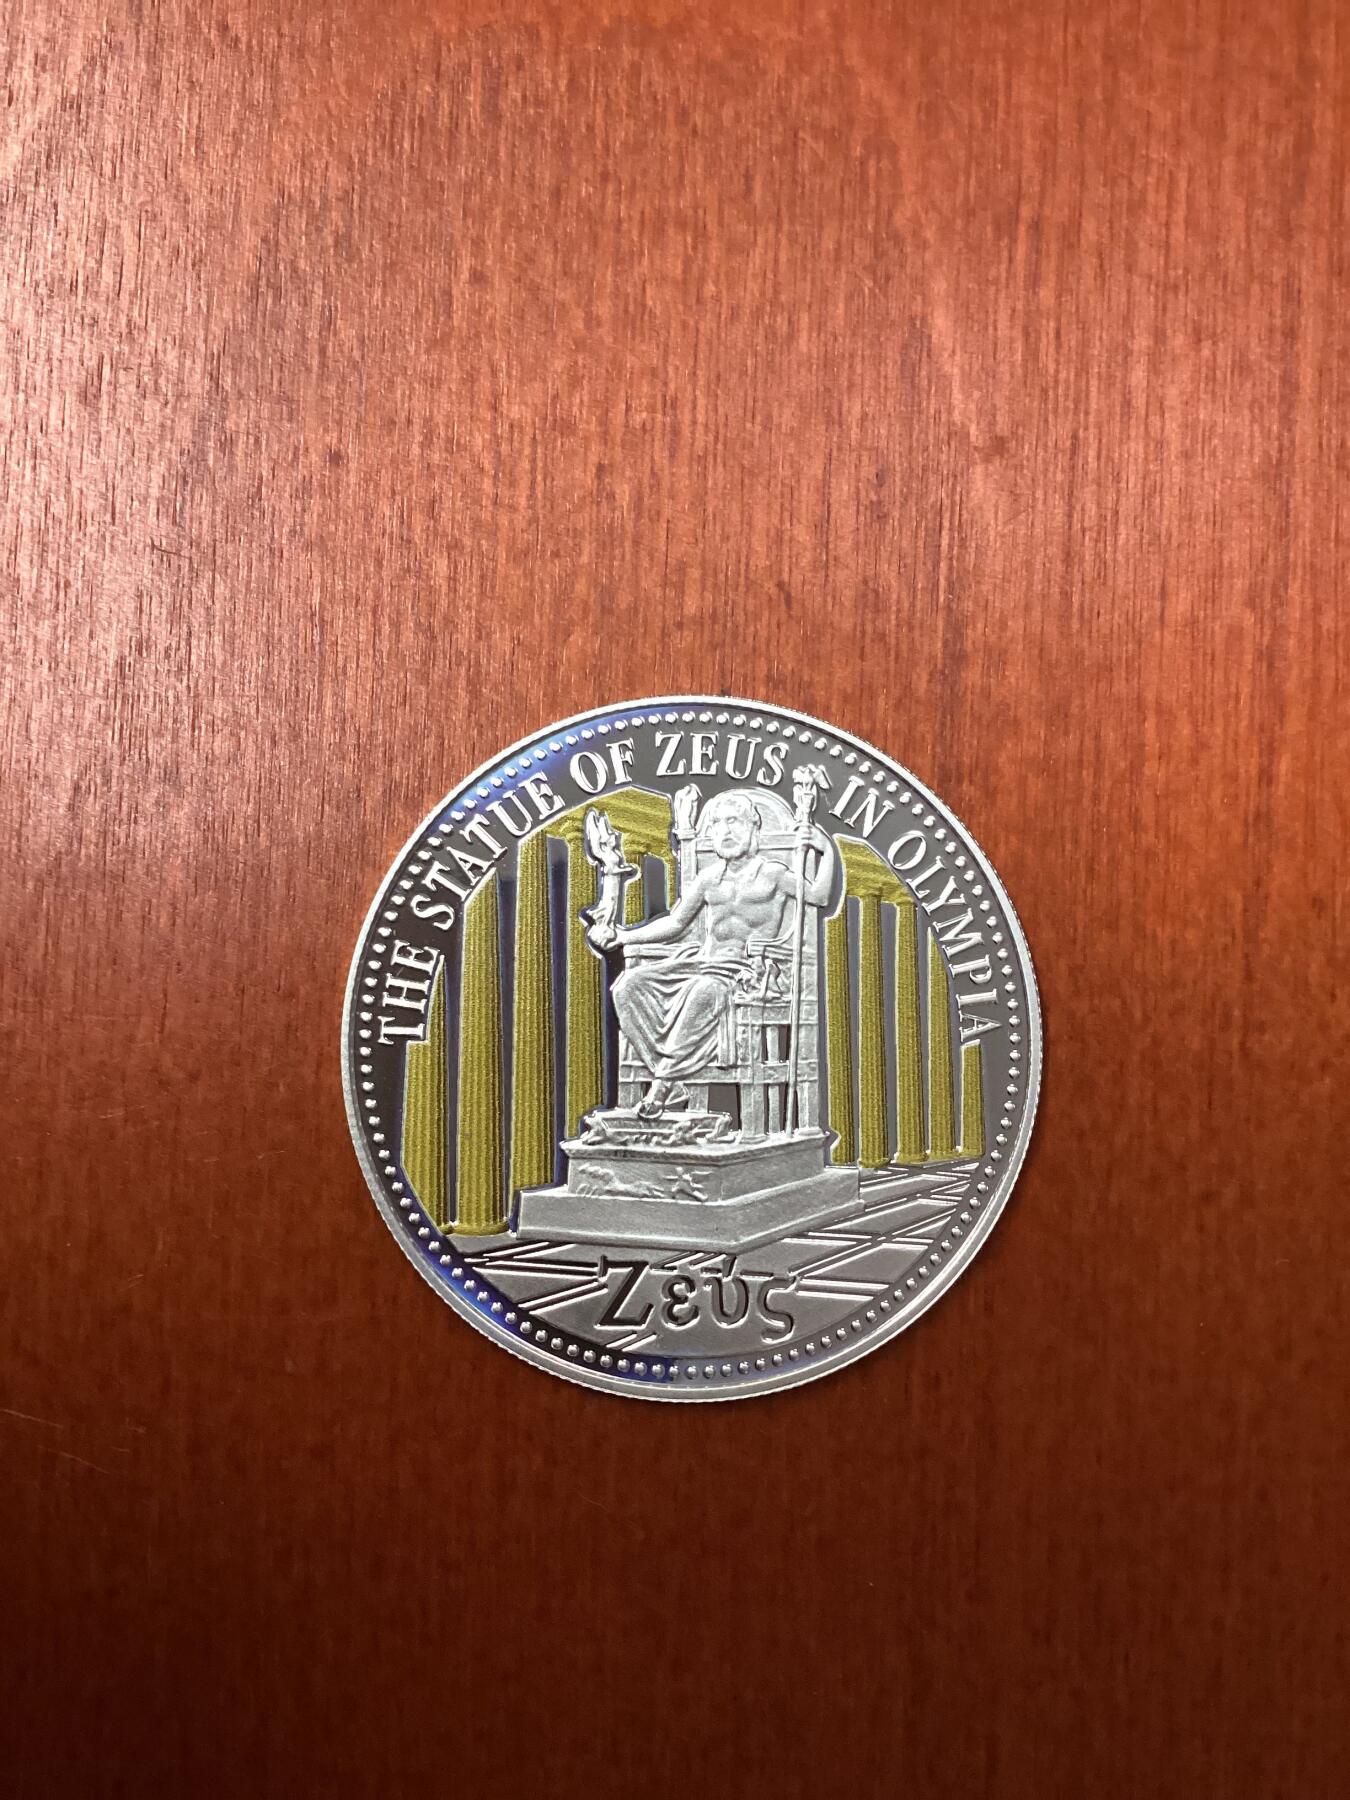 THE STATUE OF ZEUS IN OLYMPIA
Ζεύς